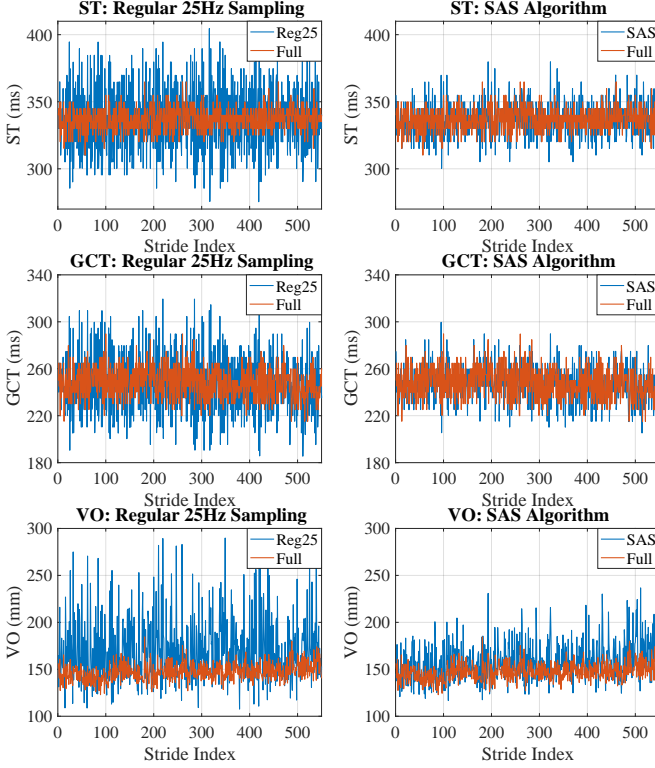 ST: Regular 25Hz Sampling
400
350
300
ST (ms)
Reg25
Full
0 100 200 300 400 500
Stride Index
ST: SAS Algorithm
400
350
300
ST (ms)
SAS
Full
0 100 200 300 400 500
Stride Index
GCT: Regular 25Hz Sampling
340
300
260
220
180
GCT (ms)
Reg25
Full
0 100 200 300 400 500
Stride Index
GCT: SAS Algorithm
340
300
260
220
180
GCT (ms)
SAS
Full
0 100 200 300 400 500
Stride Index
VO: Regular 25Hz Sampling
300
250
200
150
100
VO (mm)
Reg25
Full
0 100 200 300 400 500
Stride Index
VO: SAS Algorithm
300
250
200
150
100
VO (mm)
SAS
Full
0 100 200 300 400 500
Stride Index